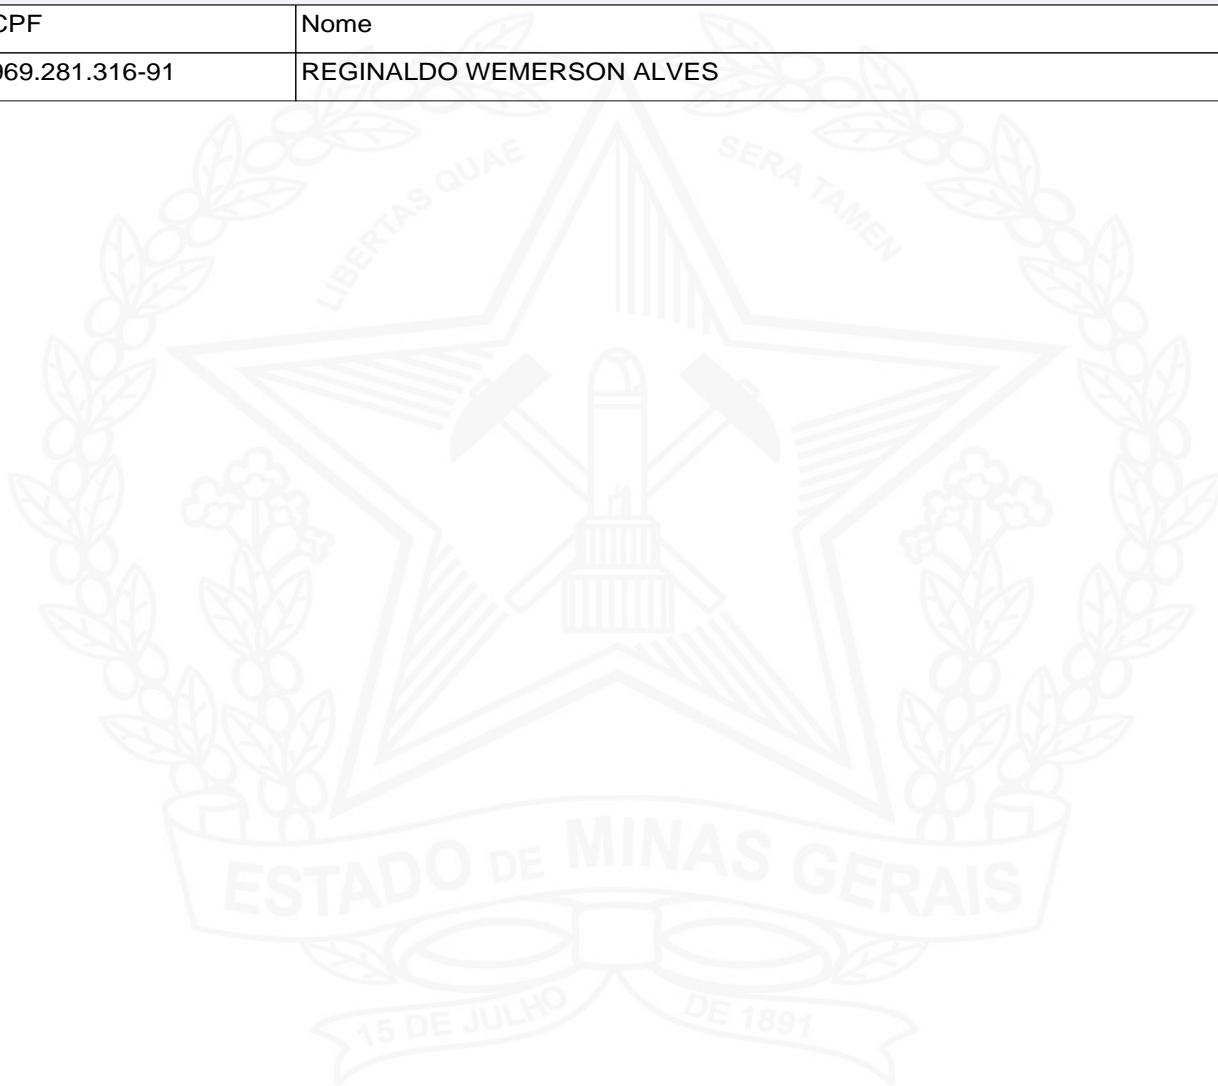 CPF Nome
969.281.316-91 REGINALDO WEMERSON ALVES
LIBERTAS QUAE SERA TAMEN
ESTADO DE MINAS GERAIS
15 DE JULHO DE 1891